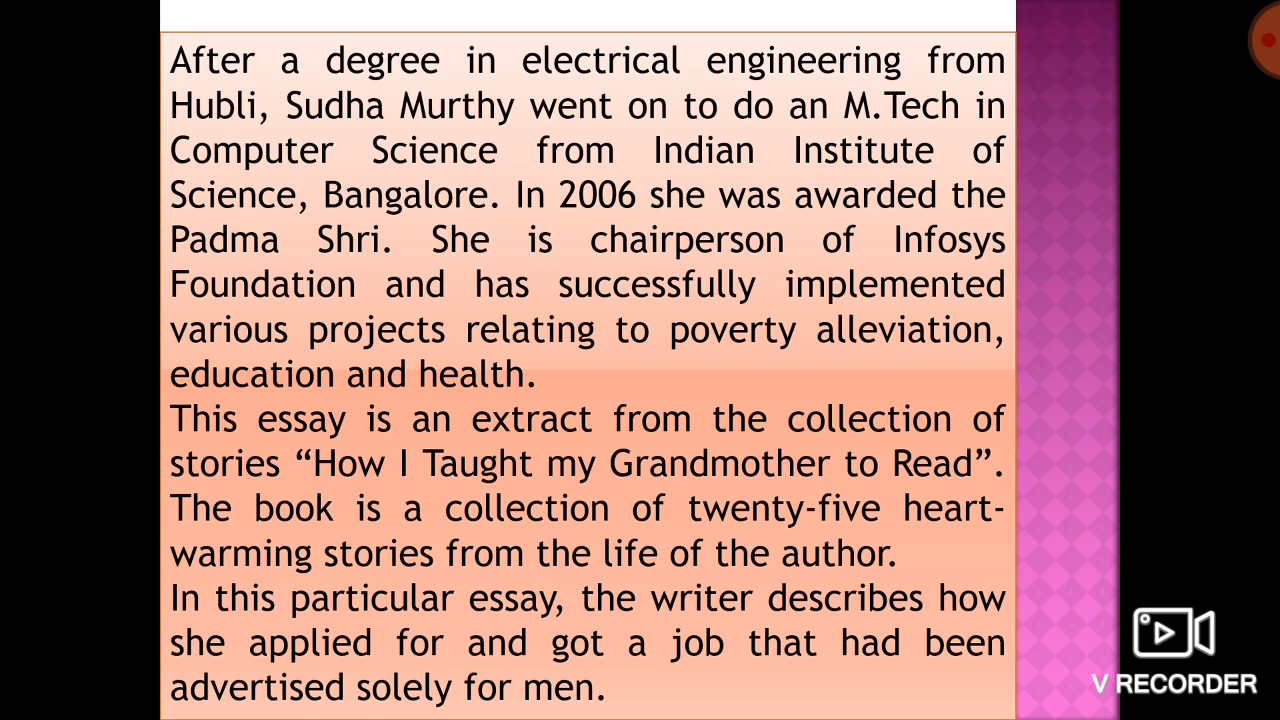 After a degree in electrical engineering from
Hubli, Sudha Murthy went on to do an M.Tech in
Computer Science from Indian Institute of
Science, Bangalore. In 2006 she was awarded the
Padma Shri. She is chairperson of Infosys
Foundation and has successfully implemented
various projects relating to poverty alleviation,
education and health.
This essay is an extract from the collection of
stories “How I Taught my Grandmother to Read”.
The book is a collection of twenty-five heart-
warming stories from the life of the author.
In this particular essay, the writer describes how
she applied for and got a job that had been
advertised solely for men.
V RECORDER